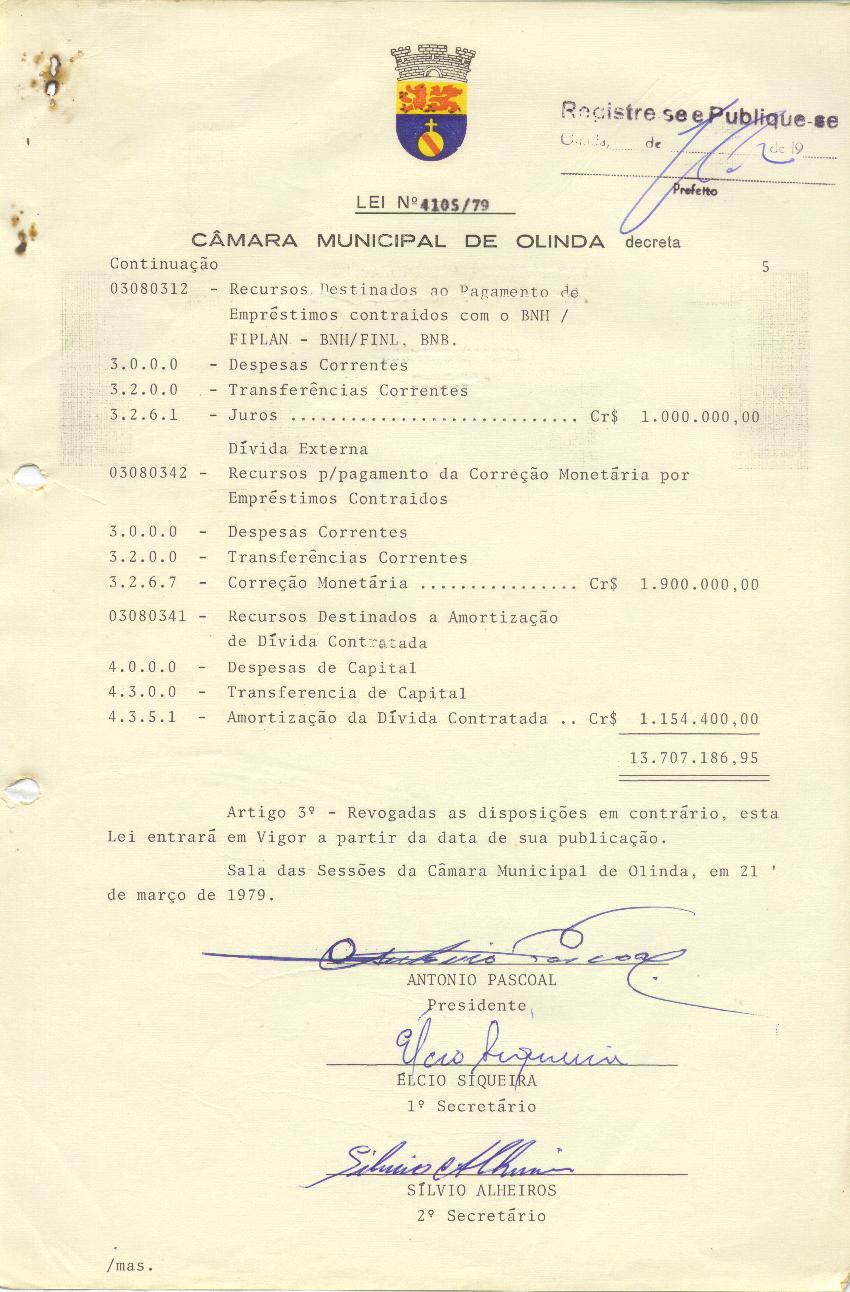 Registre se e Publique-se
Olinda, de de 19
Prefeito
LEI Nº 4105/79
CÂMARA MUNICIPAL DE OLINDA decreta
Continuação 5
03080312 - Recursos Destinados ao Pagamento de
Empréstimos contraidos com o BNH /
FIPLAN - BNH/FINL, BNB.
3.0.0.0 - Despesas Correntes
3.2.0.0 - Transferências Correntes
3.2.6.1 - Juros ............................ Cr$ 1.000.000,00
Dívida Externa
03080342 - Recursos p/pagamento da Correção Monetária por
Empréstimos Contraidos
3.0.0.0 - Despesas Correntes
3.2.0.0 - Transferências Correntes
3.2.6.7 - Correção Monetária ................ Cr$ 1.900.000,00
03080341 - Recursos Destinados a Amortização
de Dívida Contratada
4.0.0.0 - Despesas de Capital
4.3.0.0 - Transferencia de Capital
4.3.5.1 - Amortização da Dívida Contratada .. Cr$ 1.154.400,00
13.707.186,95
Artigo 3º - Revogadas as disposições em contrário, esta
Lei entrará em Vigor a partir da data de sua publicação.
Sala das Sessões da Câmara Municipal de Olinda, em 21 '
de março de 1979.
Antonio Pascoal
ANTONIO PASCOAL
Presidente
Élcio Siqueira
ÉLCIO SIQUEIRA
1º Secretário
Silvio Alheiros
SÍLVIO ALHEIROS
2º Secretário
/mas.